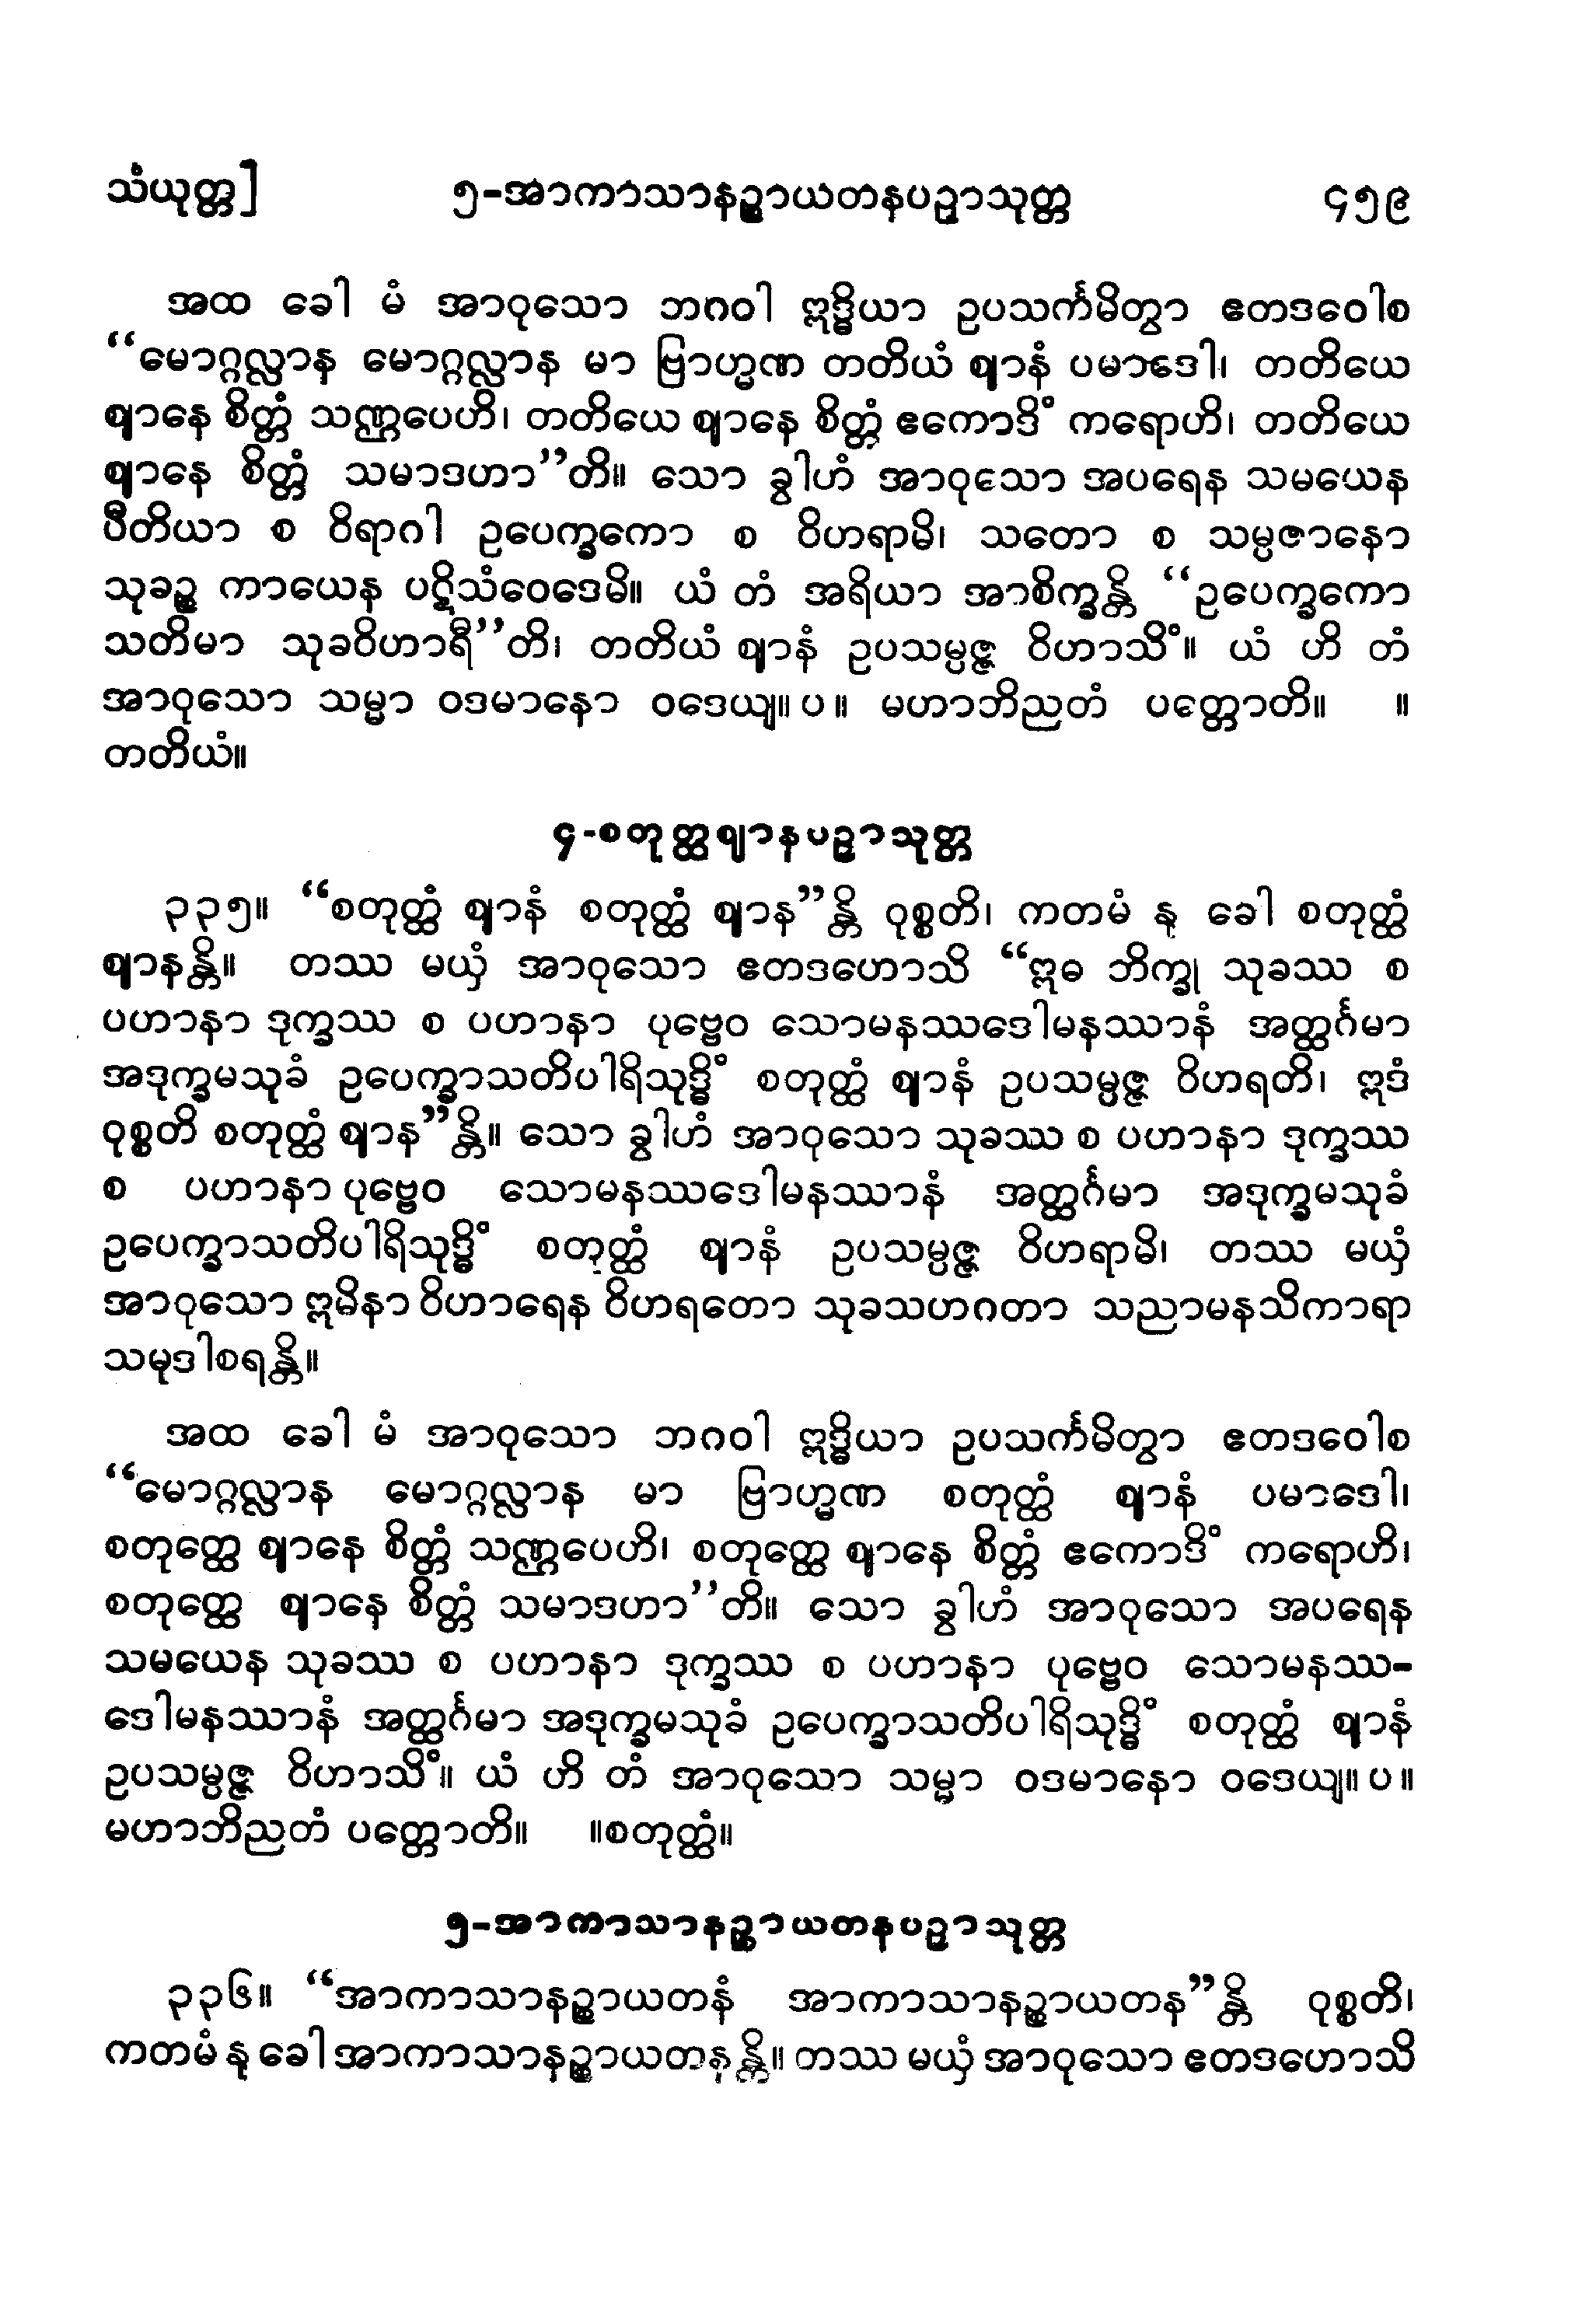 သံယုတ္တ] ၅-အာကာသာနဉ္စာယတနပဉှာသုတ္တ ၄၅၉
အထ ခေါ မံ အာဝုသော ဘဂဝါ ဣဒ္ဓိယာ ဥပသင်္ကမိတွာ ဧတဒဝေါစ
“မောဂ္ဂလ္လာန မောဂ္ဂလ္လာန မာ ဗြာဟ္မဏ တတိယံ ဈာနံ ပမာဒေါ၊ တတိယေ
ဈာနေ စိတ္တံ သဏ္ဌပေဟိ၊ တတိယေ ဈာနေ စိတ္တံ ဧကောဒိံ ကရောဟိ၊ တတိယေ
ဈာနေ စိတ္တံ သမာဒဟာ”တိ။ သော ခွါဟံ အာဝုသော အပရေန သမယေန
ပီတိယာ စ ဝိရာဂါ ဥပေက္ခကော စ ဝိဟရာမိ၊ သတော စ သမ္ပဇာနော
သုခဉ္စ ကာယေန ပဋိသံဝေဒေမိ။ ယံ တံ အရိယာ အာစိက္ခန္တိ “ဥပေက္ခကော
သတိမာ သုခဝိဟာရီ”တိ၊ တတိယံ ဈာနံ ဥပသမ္ပဇ္ဇ ဝိဟာသိံ။ ယံ ဟိ တံ
အာဝုသော သမ္မာ ဝဒမာနော ဝဒေယျ။ ပ။ မဟာဘိညတံ ပတ္တောတိ။ ။
တတိယံ။
၄-စတုတ္ထဈာနပဉှာသုတ္တ
၃၃၅။ “စတုတ္ထံ ဈာနံ စတုတ္ထံ ဈာန”န္တိ ဝုစ္စတိ၊ ကတမံ နု ခေါ စတုတ္ထံ
ဈာနန္တိ။ တဿ မယှံ အာဝုသော ဧတဒဟောသိ “ဣဓ ဘိက္ခု သုခဿ စ
ပဟာနာ ဒုက္ခဿ စ ပဟာနာ ပုဗ္ဗေဝ သောမနဿဒေါမနဿာနံ အတ္ထင်္ဂမာ
အဒုက္ခမသုခံ ဥပေက္ခာသတိပါရိသုဒ္ဓိံ စတုတ္ထံ ဈာနံ ဥပသမ္ပဇ္ဇ ဝိဟရတိ၊ ဣဒံ
ဝုစ္စတိ စတုတ္ထံ ဈာန”န္တိ။ သော ခွါဟံ အာဝုသော သုခဿ စ ပဟာနာ ဒုက္ခဿ
စ ပဟာနာ ပုဗ္ဗေဝ သောမနဿဒေါမနဿာနံ အတ္ထင်္ဂမာ အဒုက္ခမသုခံ
ဥပေက္ခာသတိပါရိသုဒ္ဓိံ စတုတ္ထံ ဈာနံ ဥပသမ္ပဇ္ဇ ဝိဟရာမိ၊ တဿ မယှံ
အာဝုသော ဣမိနာ ဝိဟာရေန ဝိဟရတော သုခသဟဂတာ သညာမနသိကာရာ
သမုဒါစရန္တိ။
အထ ခေါ မံ အာဝုသော ဘဂဝါ ဣဒ္ဓိယာ ဥပသင်္ကမိတွာ ဧတဒဝေါစ
“မောဂ္ဂလ္လာန မောဂ္ဂလ္လာန မာ ဗြာဟ္မဏ စတုတ္ထံ ဈာနံ ပမာဒေါ၊
စတုတ္ထေ ဈာနေ စိတ္တံ သဏ္ဌပေဟိ၊ စတုတ္ထေ ဈာနေ စိတ္တံ ဧကောဒိံ ကရောဟိ၊
စတုတ္ထေ ဈာနေ စိတ္တံ သမာဒဟာ”တိ။ သော ခွါဟံ အာဝုသော အပရေန
သမယေန သုခဿ စ ပဟာနာ ဒုက္ခဿ စ ပဟာနာ ပုဗ္ဗေဝ သောမနဿ-
ဒေါမနဿာနံ အတ္ထင်္ဂမာ အဒုက္ခမသုခံ ဥပေက္ခာသတိပါရိသုဒ္ဓိံ စတုတ္ထံ ဈာနံ
ဥပသမ္ပဇ္ဇ ဝိဟာသိံ။ ယံ ဟိ တံ အာဝုသော သမ္မာ ဝဒမာနော ဝဒေယျ။ ပ။
မဟာဘိညတံ ပတ္တောတိ။ ။စတုတ္ထံ။
၅-အာကာသာနဉ္စာယတနပဉှာသုတ္တ
၃၃၆။ “အာကာသာနဉ္စာယတနံ အာကာသာနဉ္စာယတန”န္တိ ဝုစ္စတိ၊
ကတမံ နု ခေါ အာကာသာနဉ္စာယတနန္တိ။ တဿ မယှံ အာဝုသော ဧတဒဟောသိ